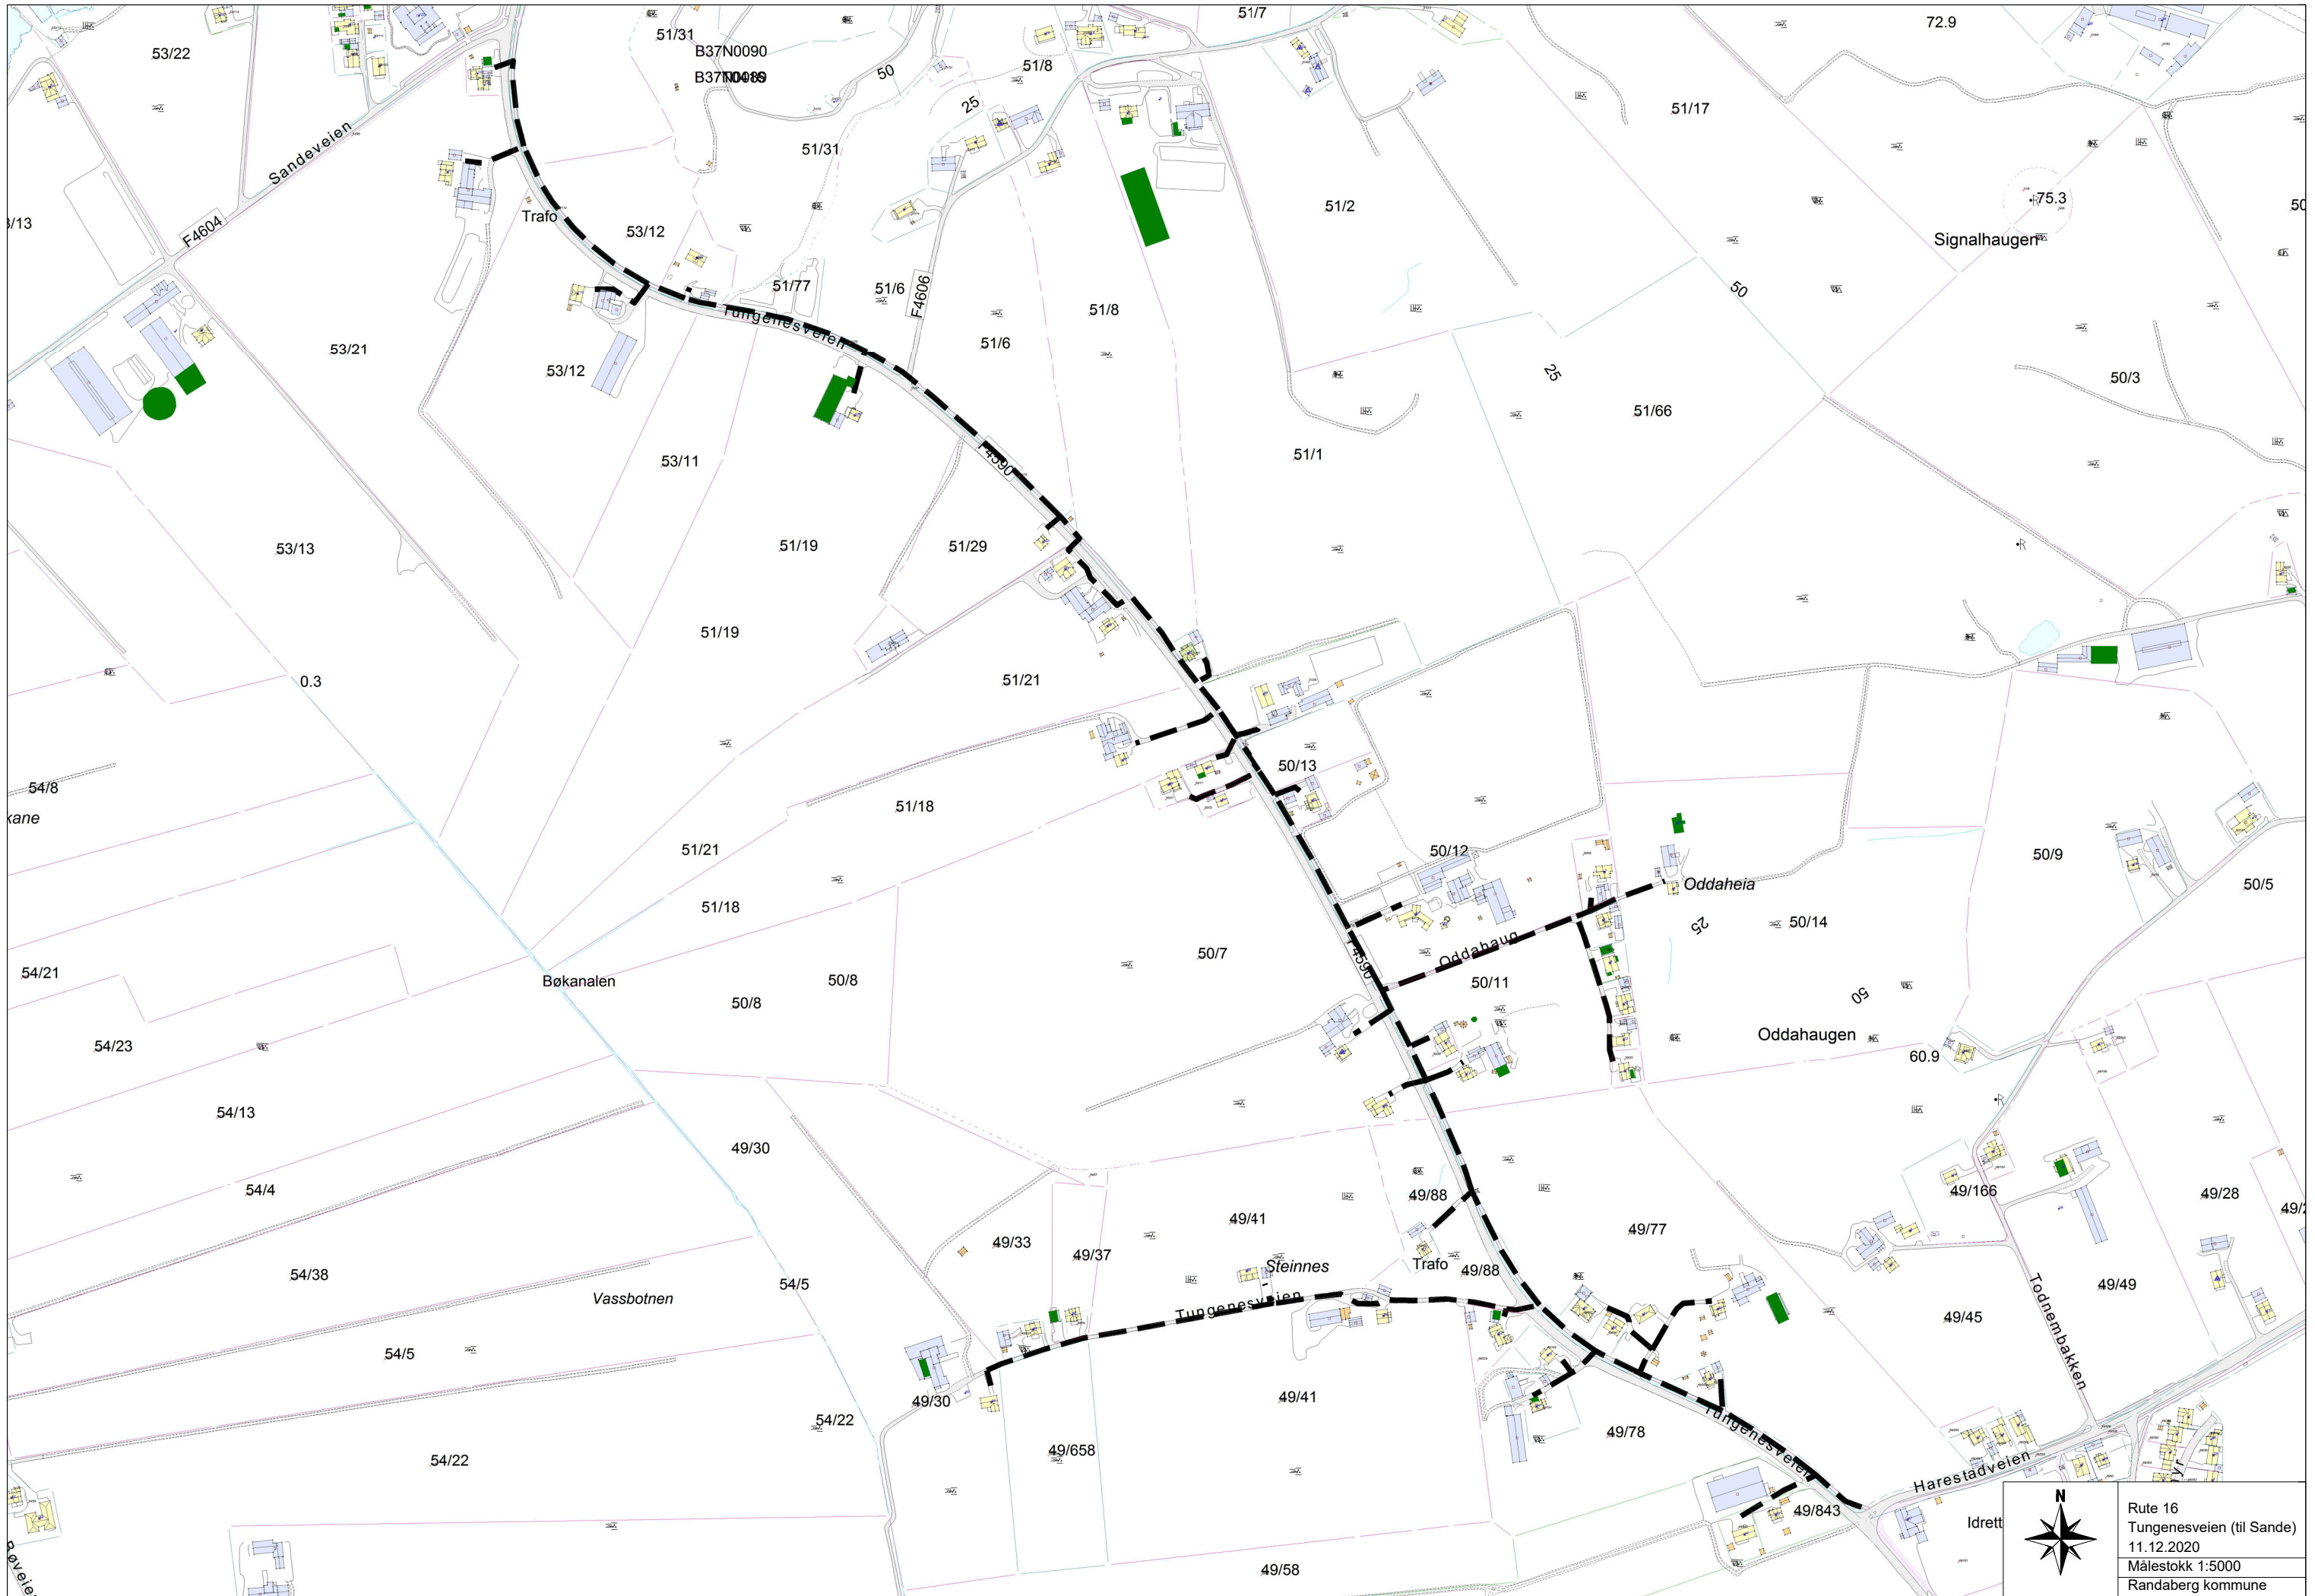 51/7
72.9
51/31
B37N0090
53/22
51/8
50
25
51/17
Sandeveien
51/31
75.3
51/2
Signalhaugen
Trafo
53/12
F4604
51/77
51/6
F4606
50
51/8
Tungenesveien
51/6
53/21
53/12
25
50/3
51/66
51/1
53/11
F4590
53/13
51/19
51/29
51/19
51/21
0.3
50/13
54/8
51/18
51/21
50/12
50/9
Oddaheia
50/5
51/18
25
50/14
Oddahaug
F4590
50/7
54/21
Bøkanalen
50/8
50/11
50/8
50
Oddahaugen
54/23
60.9
54/13
49/30
54/4
49/88
49/166
49/28
49/41
49/77
49/33
49/37
Steinnes
Trafo
49/88
54/38
54/5
49/49
Vassbotnen
Tungenesveien
Todnembakken
49/45
54/5
49/30
49/41
54/22
49/78
Tungenesveien
49/658
54/22
Harestadveien
49/843
49/58
Idrett
N
Rute 16
Tungenesveien (til Sande)
11.12.2020
Målestokk 1:5000
Randaberg kommune